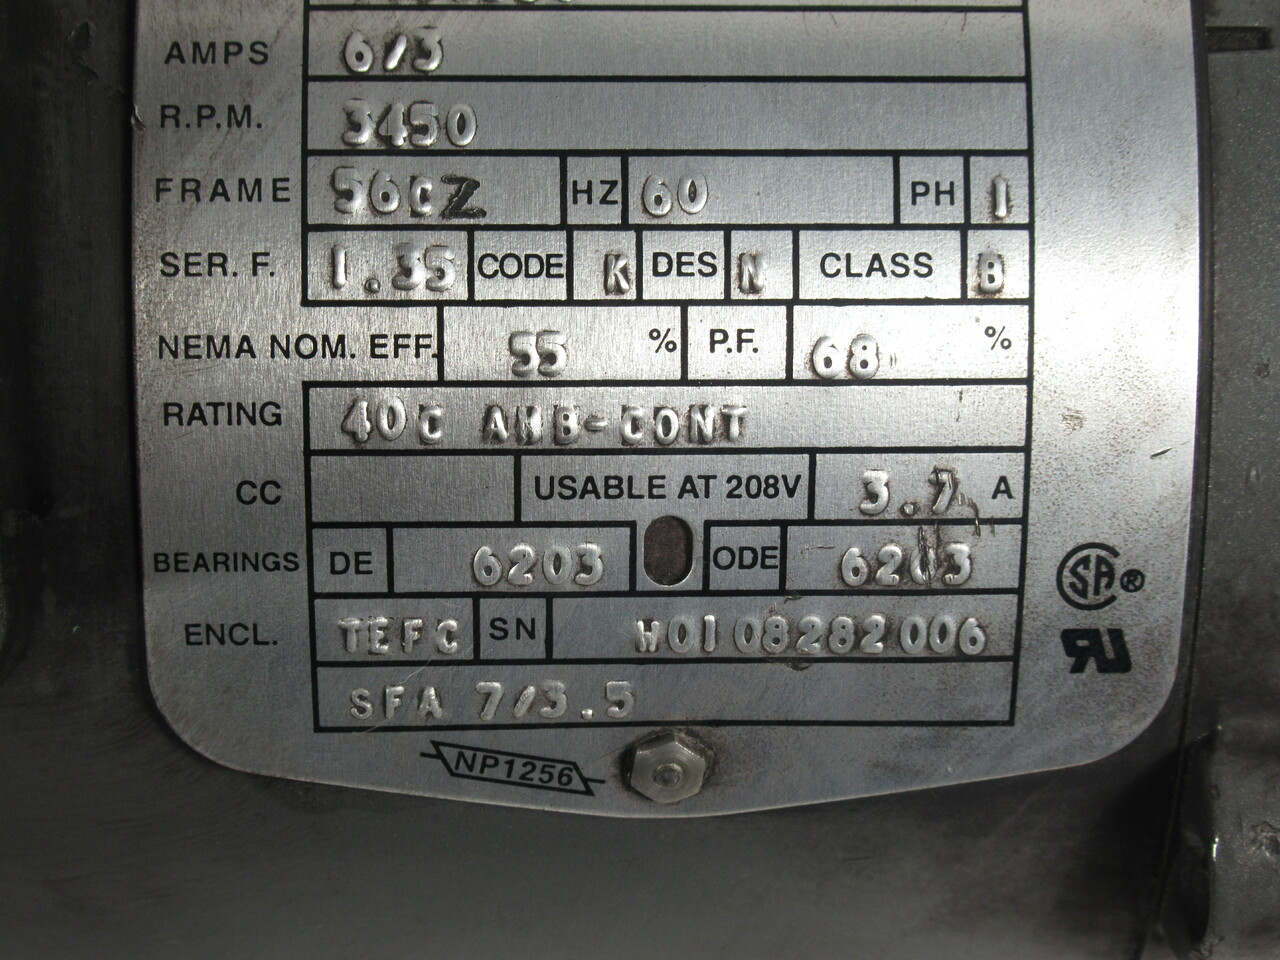 AMPS 6/3
R.P.M. 3450
FRAME 56CZ HZ 60 PH 1
SER. F. 1.35 CODE K DES N CLASS B
NEMA NOM. EFF. 55 % P.F. 68 %
RATING 40C AMB-CONT
CC USABLE AT 208V A
BEARINGS DE 6203 ODE 6203
ENCL. TEFC SN W0108282006
SFA 7/3.5
NP1256
SA ®
RU